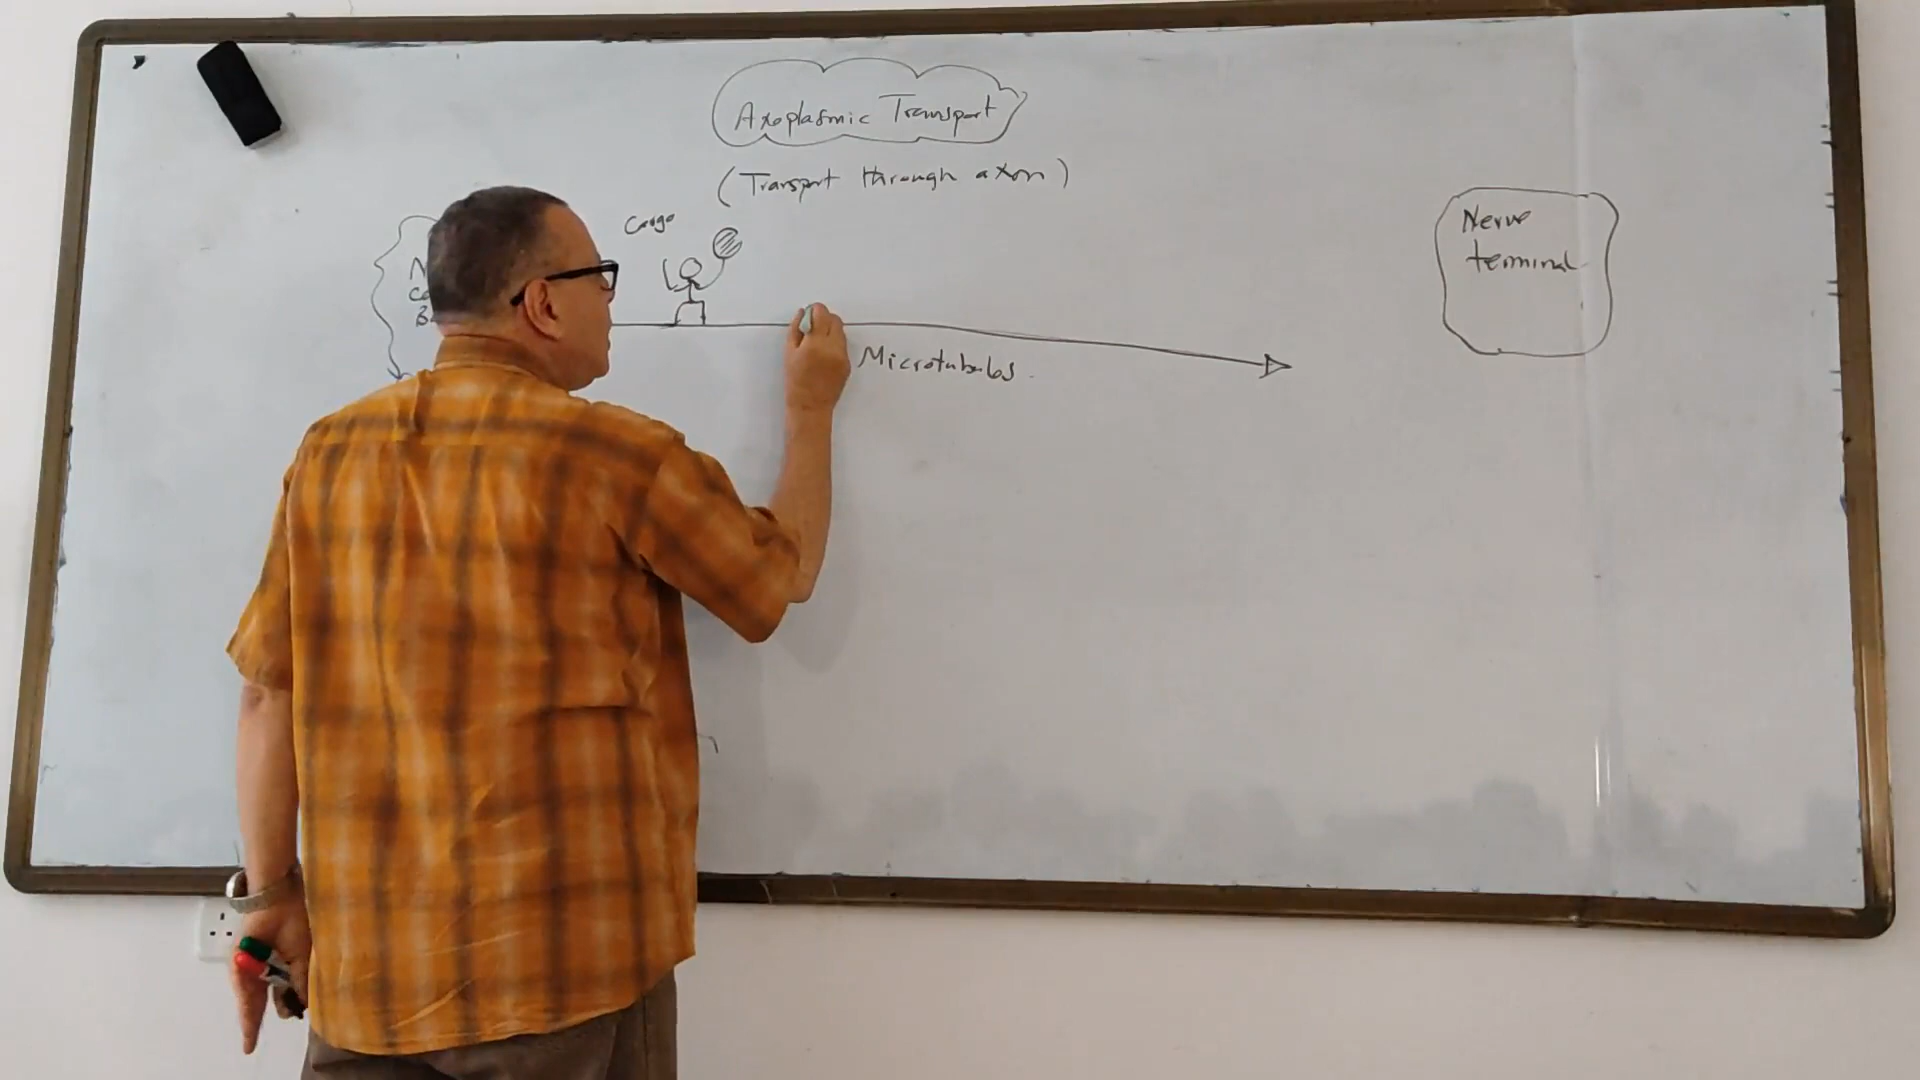 Axoplasmic Transport
(Transport through axon)
Cargo
Nerve
terminal
Microtubules